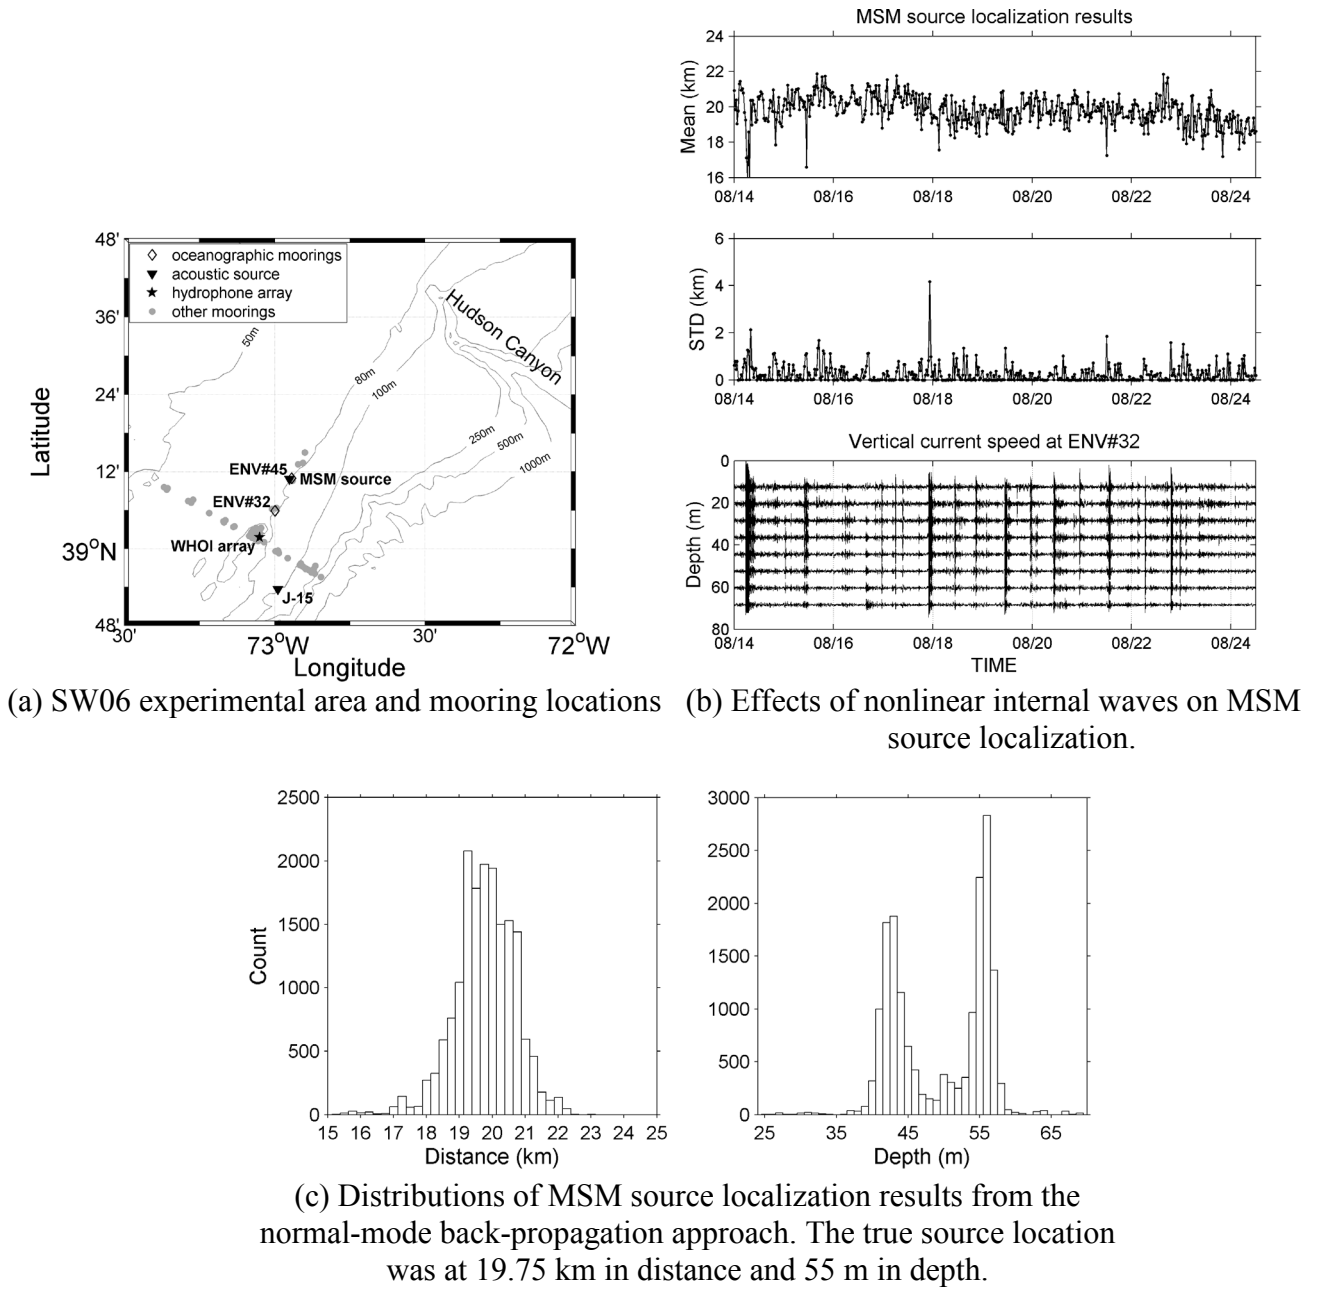 48'
36'
24'
12'
39°N
48'
30'
73°W
30'
72°W
Latitude
Longitude
oceanographic moorings
acoustic source
hydrophone array
other moorings
50m
80m
100m
250m
500m
1000m
Hudson Canyon
ENV#45
MSM source
ENV#32
WHOI array
J-15
(a) SW06 experimental area and mooring locations
MSM source localization results
Mean (km)
24
22
20
18
16
08/14 08/16 08/18 08/20 08/22 08/24
STD (km)
6
4
2
0
08/14 08/16 08/18 08/20 08/22 08/24
Vertical current speed at ENV#32
Depth (m)
0
20
40
60
80
08/14 08/16 08/18 08/20 08/22 08/24
TIME
(b) Effects of nonlinear internal waves on MSM
source localization.
2500
2000
1500
1000
500
0
Count
15 16 17 18 19 20 21 22 23 24 25
Distance (km)
3000
2500
2000
1500
1000
500
0
25 35 45 55 65
Depth (m)
(c) Distributions of MSM source localization results from the
normal-mode back-propagation approach. The true source location
was at 19.75 km in distance and 55 m in depth.